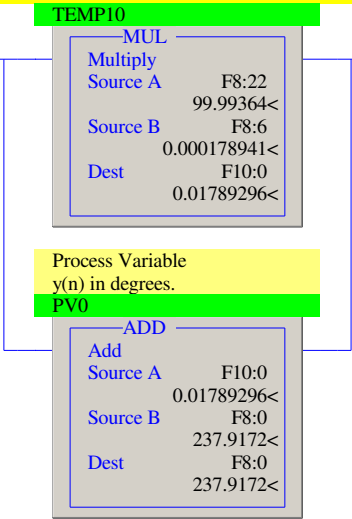 TEMP10
MUL
Multiply
Source A F8:22
99.99364<
Source B F8:6
0.000178941<
Dest F10:0
0.01789296<
Process Variable
y(n) in degrees.
PV0
ADD
Add
Source A F10:0
0.01789296<
Source B F8:0
237.9172<
Dest F8:0
237.9172<